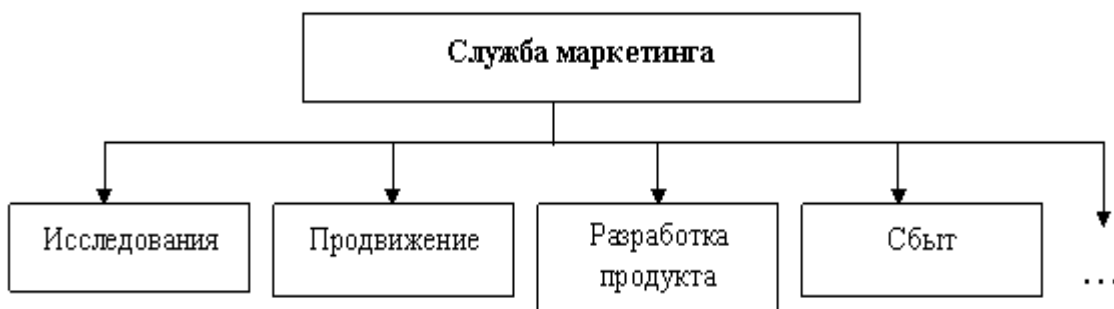 Служба маркетинга
Исследования
Продвижение
Разработка
продукта
Сбыт
...